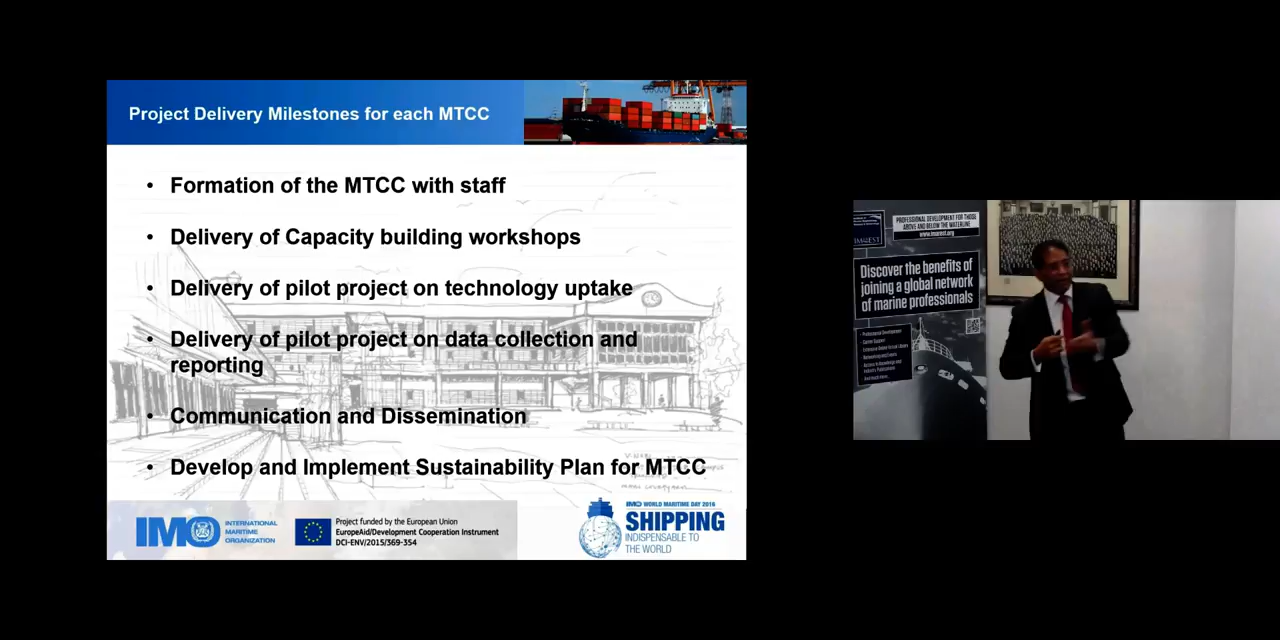 Project Delivery Milestones for each MTCC
• Formation of the MTCC with staff
• Delivery of Capacity building workshops
• Delivery of pilot project on technology uptake
• Delivery of pilot project on data collection and
reporting
• Communication and Dissemination
• Develop and Implement Sustainability Plan for MTCC
IMO
INTERNATIONAL
MARITIME
ORGANIZATION
Project funded by the European Union
EuropeAid/Development Cooperation Instrument
DCI-ENV/2015/369-354
IMO WORLD MARITIME DAY 2016
SHIPPING
INDISPENSABLE TO
THE WORLD
IMarEST
PROFESSIONAL DEVELOPMENT FOR THOSE
ABOVE AND BELOW THE WATERLINE
www.imarest.org
Discover the benefits of
joining a global network
of marine professionals